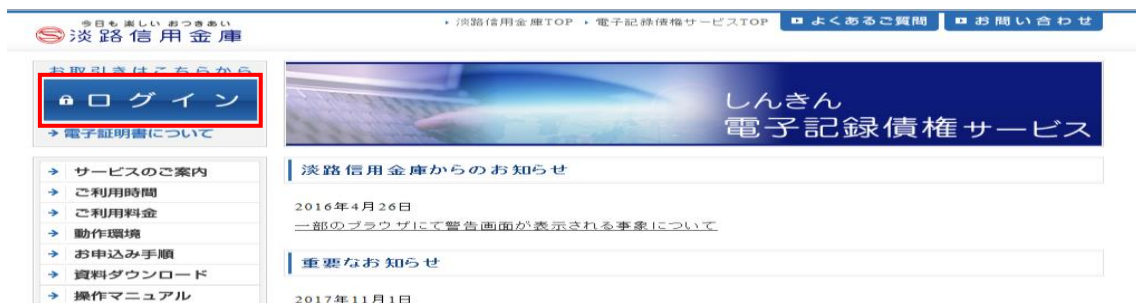 今日も楽しい おつきあい
淡路信用金庫
淡路信用金庫TOP
電子記録債権サービスTOP
よくあるご質問
お問い合わせ
お取引きはこちらから
ログイン
電子証明書について
しんきん
電子記録債権サービス
サービスのご案内
ご利用時間
ご利用料金
動作環境
お申込み手順
資料ダウンロード
操作マニュアル
淡路信用金庫からのお知らせ
2016年4月26日
一部のブラウザにて警告画面が表示される事象について
重要なお知らせ
2017年11月1日